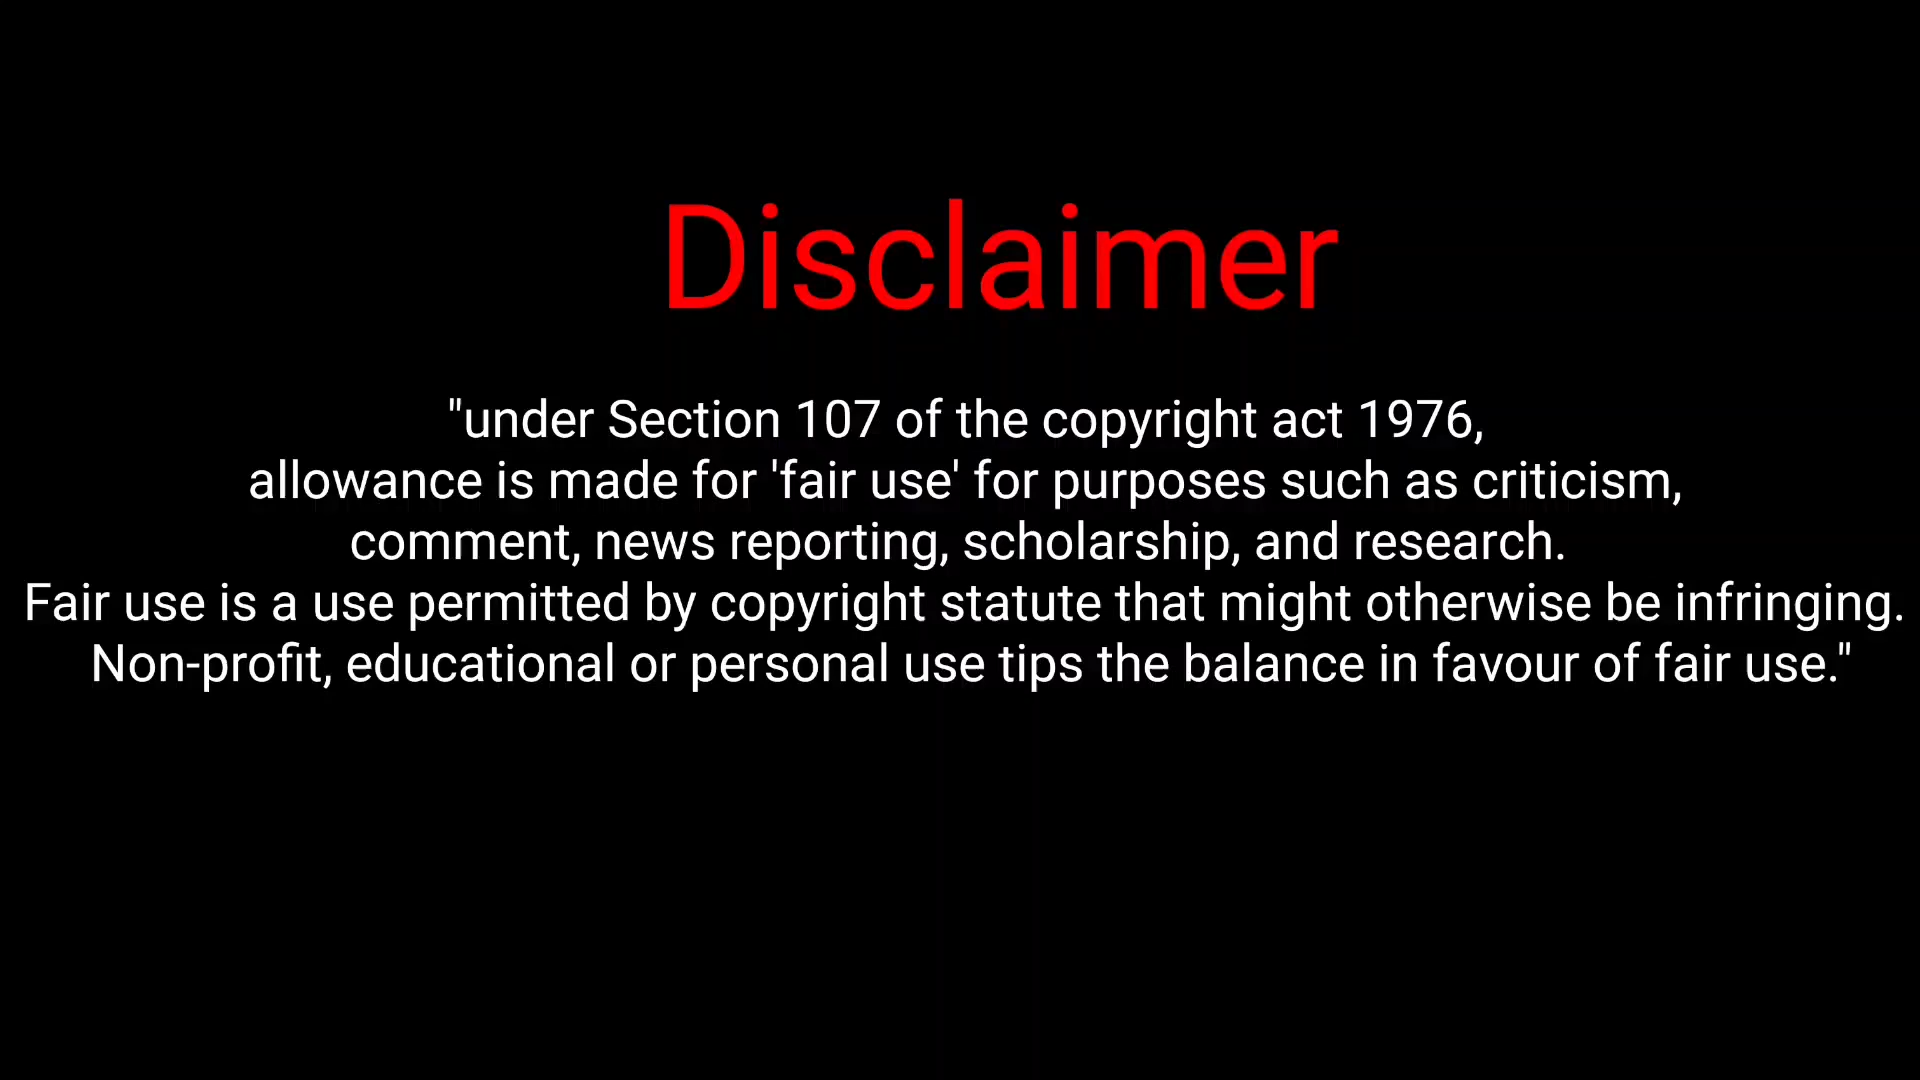 Disclaimer
"under Section 107 of the copyright act 1976,
allowance is made for 'fair use' for purposes such as criticism,
comment, news reporting, scholarship, and research.
Fair use is a use permitted by copyright statute that might otherwise be infringing.
Non-profit, educational or personal use tips the balance in favour of fair use."